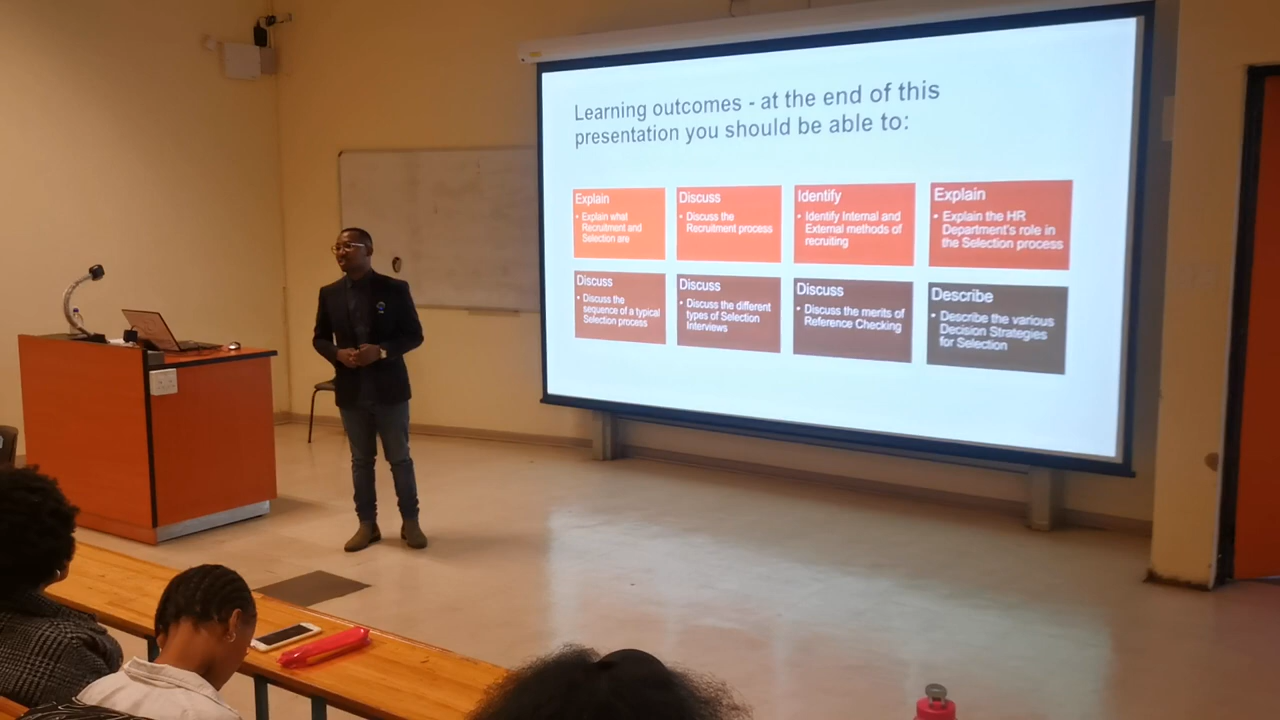 Learning outcomes - at the end of this
presentation you should be able to:
Explain
• Explain what
Recruitment and
Selection are
Discuss
• Discuss the
Recruitment process
Identify
• Identify Internal and
External methods of
recruiting
Explain
• Explain the HR
Department's role in
the Selection process
Discuss
• Discuss the
sequence of a typical
Selection process
Discuss
• Discuss the different
types of Selection
Interviews
Discuss
• Discuss the merits of
Reference Checking
Describe
• Describe the various
Decision Strategies
for Selection